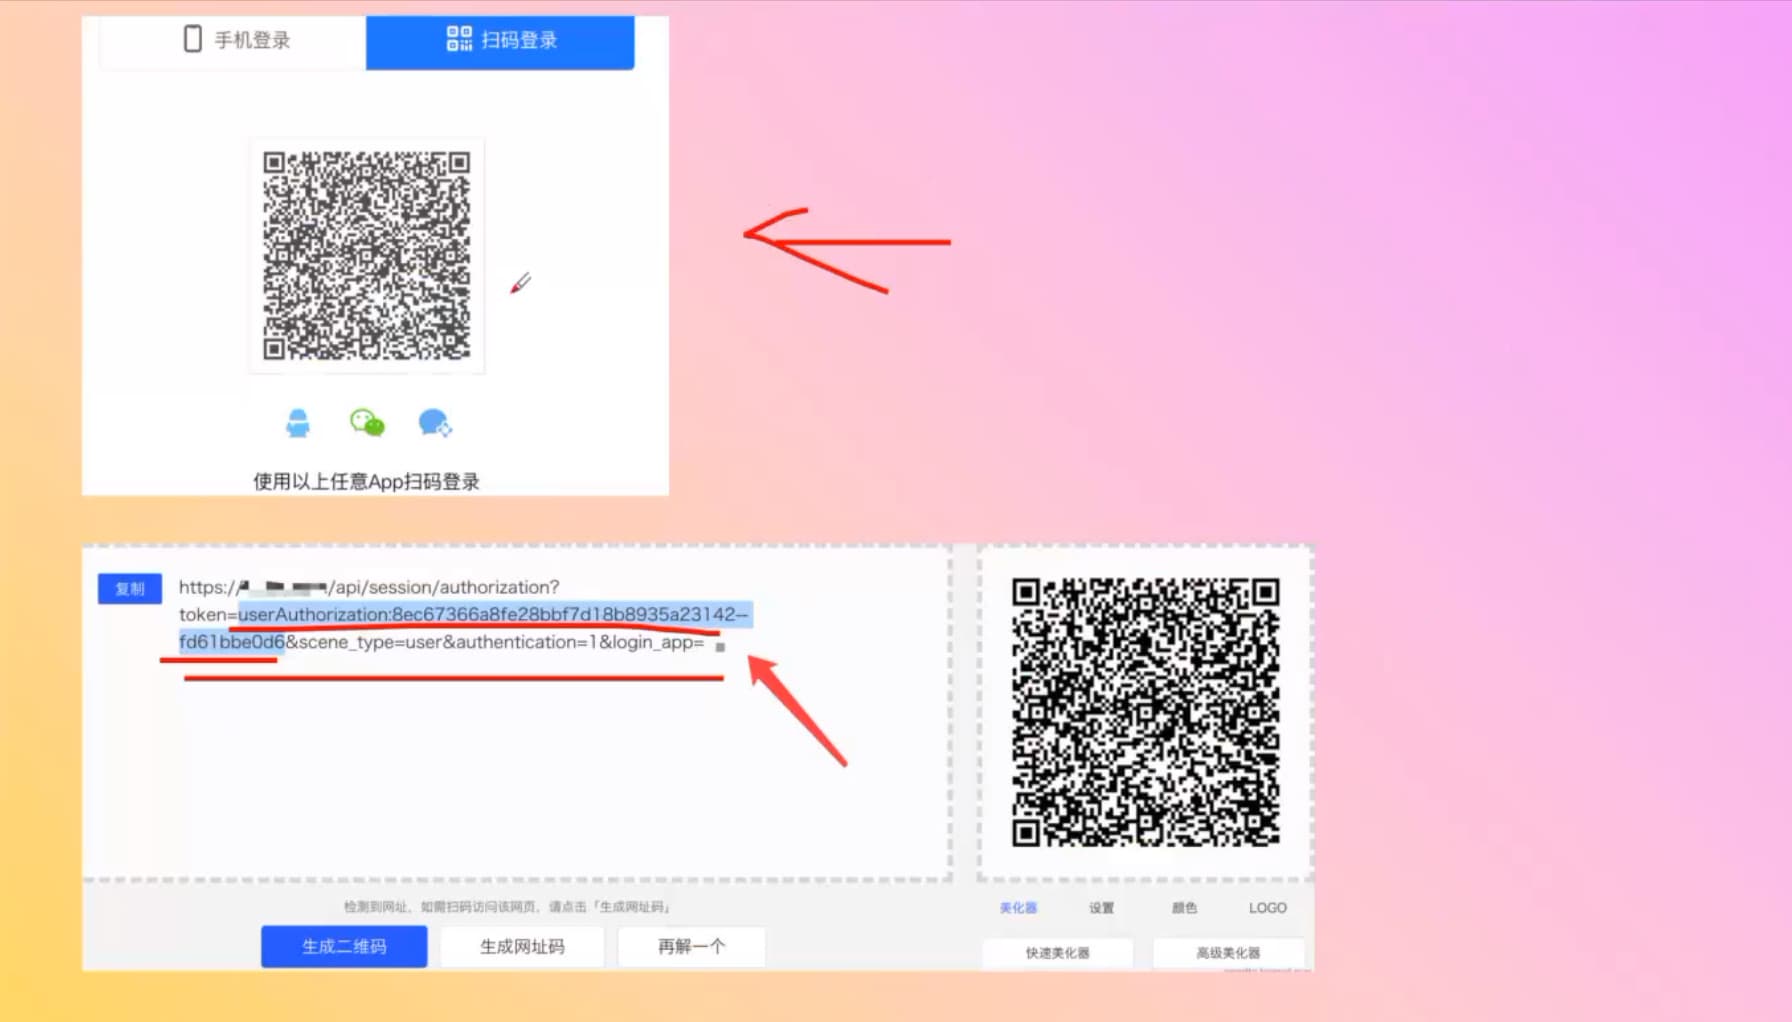 手机登录
扫码登录
使用以上任意App扫码登录
复制
https://
/api/session/authorization?
token=userAuthorization:8ec67366a8fe28bbf7d18b8935a23142--
fd61bbe0d6&scene_type=user&authentication=1&login_app=
检测到网址，如需扫码访问该网页，请点击「生成网址码」
生成二维码
生成网址码
再解一个
美化器
设置
颜色
LOGO
快速美化器
高级美化器